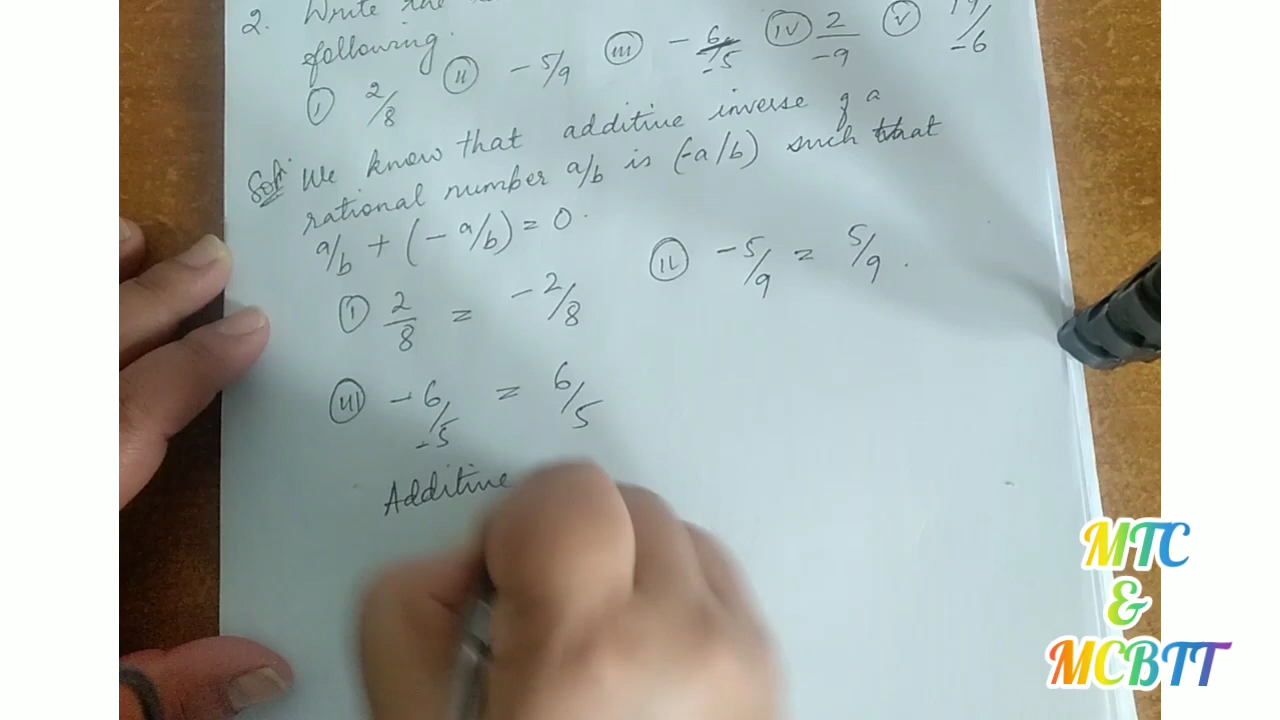 2. Write the
following.
(i) 2/8 (ii) -5/9 (iii) -6/-5 (iv) 2/-9 (v) 19/-6
Soln. We know that additive inverse of a
rational number a/b is (-a/b) such that
a/b + (-a/b) = 0.
(i) 2/8 = -2/8 (ii) -5/9 = 5/9.
(iii) -6/-5 = 6/5
Additive
MTC
&
MCBTT